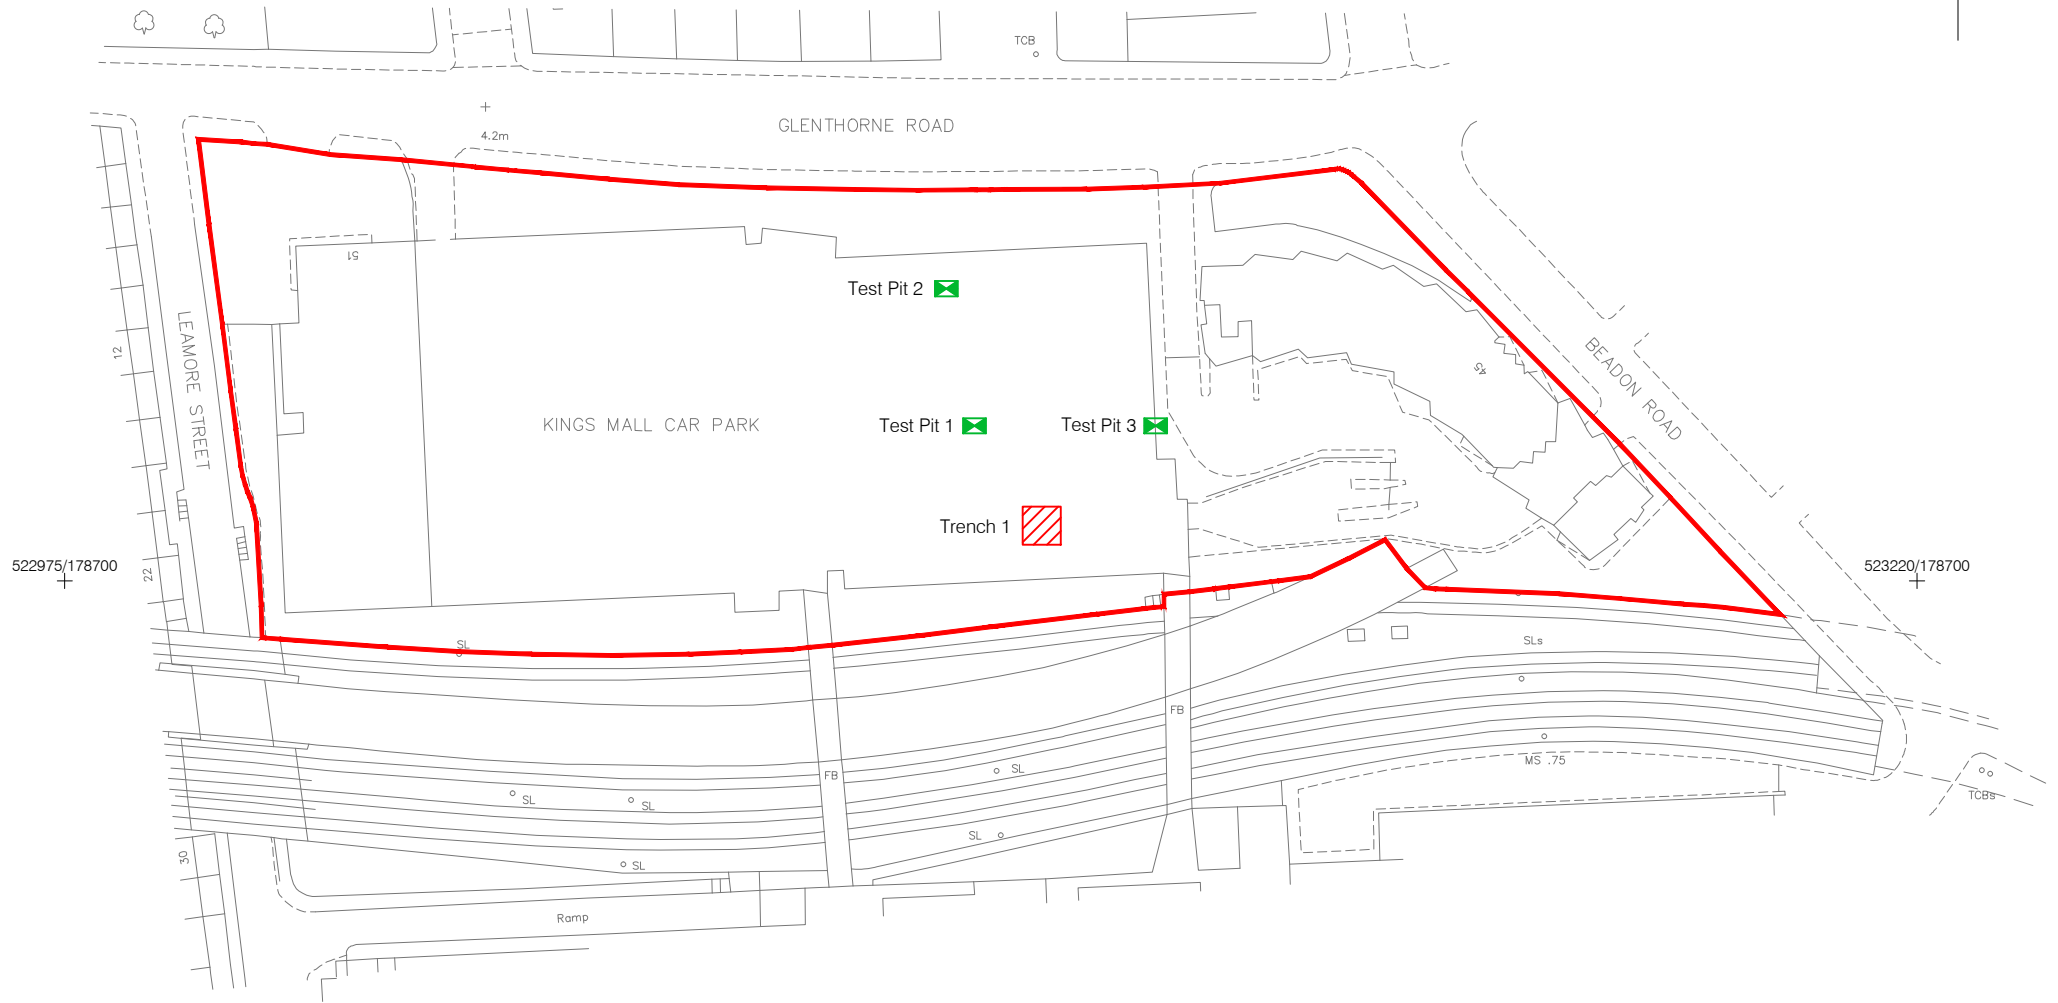 TCB
GLENTHORNE ROAD
4.2m
51
Test Pit 2
LEAMORE STREET
12
BEADON ROAD
45
KINGS MALL CAR PARK
Test Pit 1
Test Pit 3
Trench 1
522975/178700
22
523220/178700
SL
SLs
FB
FB
SL
MS .75
SL
SL
TCBs
SL
30
SL
Ramp